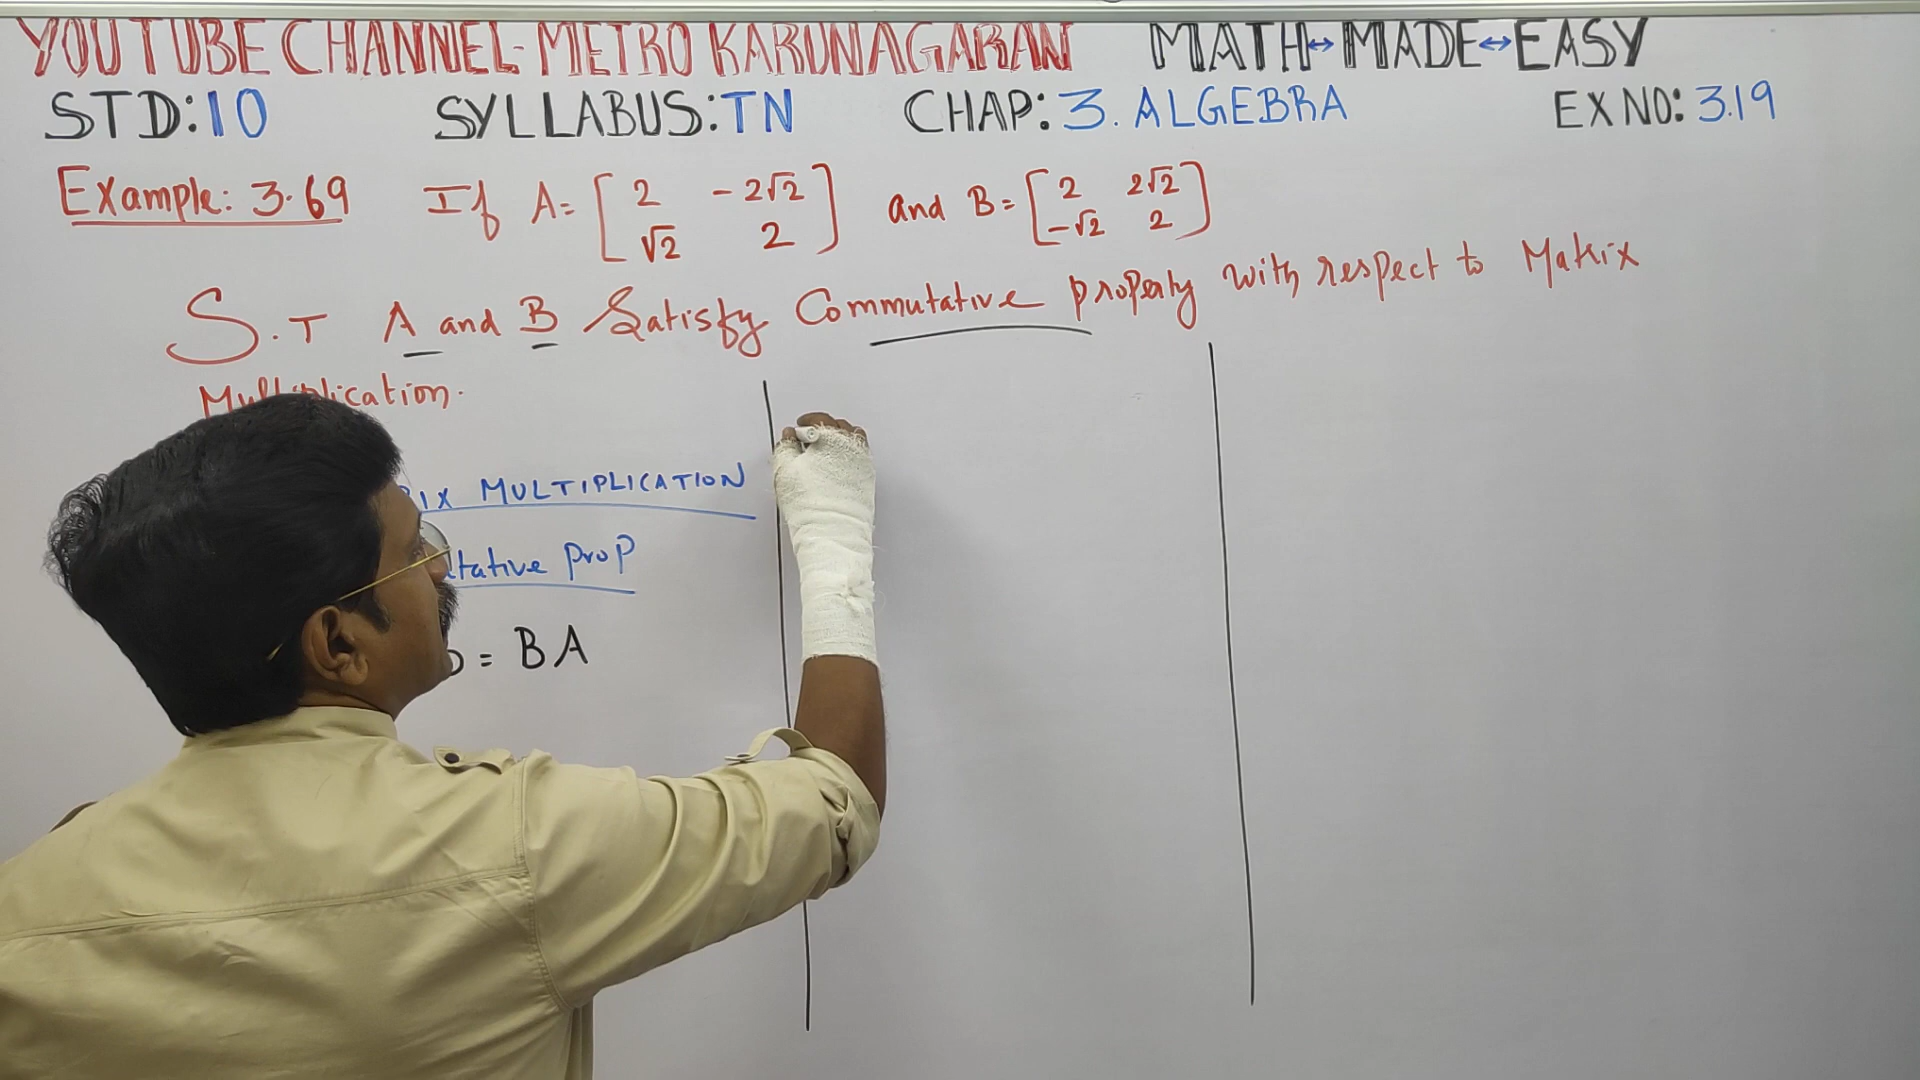 YOUTUBE CHANNEL-METRO KARUNAGARAN MATH↔MADE↔EASY
STD:10 SYLLABUS:TN CHAP: 3. ALGEBRA EX NO: 3.19
Example: 3.69 If A= [ 2 -2√2 and B= [ 2 2√2
√2 2 ] -√2 2 ]
S.T A and B Satisfy Commutative property with respect to Matrix
Multiplication.
IX MULTIPLICATION
tative prop
= BA